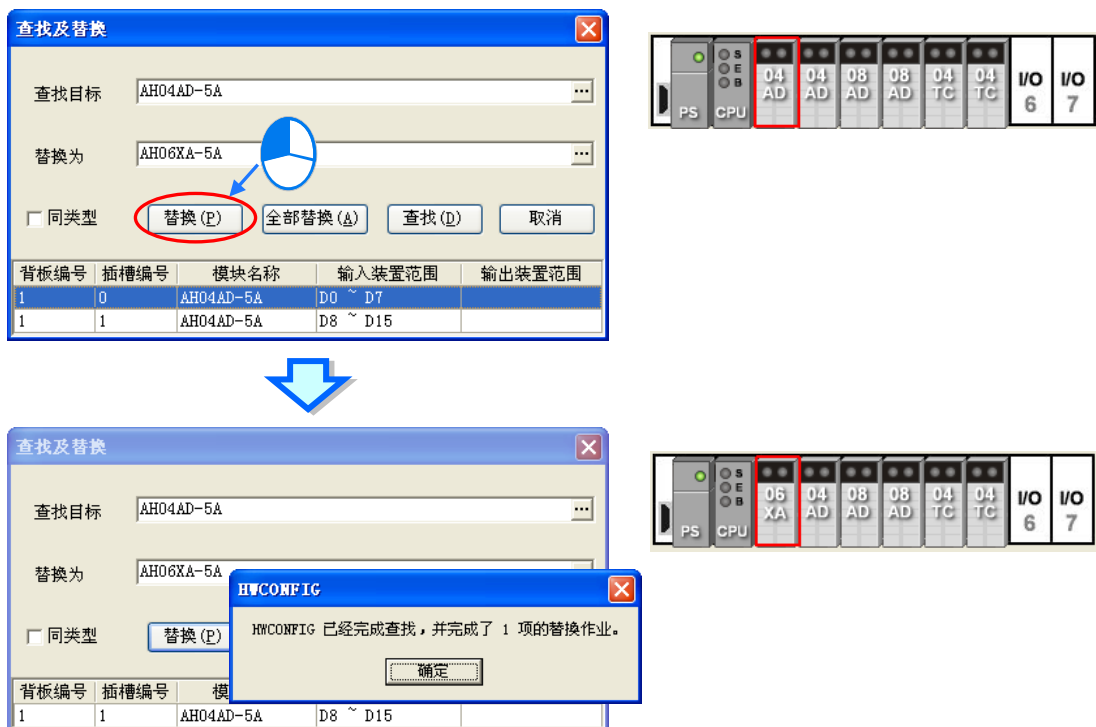 查找及替换
查找目标 AH04AD-5A ...
替换为 AH06XA-5A ...
同类型 替换(P) 全部替换(A) 查找(D) 取消
背板编号 插槽编号 模块名称 输入装置范围 输出装置范围
1 0 AH04AD-5A D0 ~ D7
1 1 AH04AD-5A D8 ~ D15
PS CPU S E B 04 AD 04 AD 08 AD 08 AD 04 TC 04 TC I/O 6 I/O 7
查找及替换
查找目标 AH04AD-5A ...
替换为 AH06XA-5A
同类型 替换(P)
背板编号 插槽编号 模
1 1 AH04AD-5A D8 ~ D15
HWCONFIG
HWCONFIG 已经完成查找，并完成了 1 项的替换作业。
确定
PS CPU S E B 06 XA 04 AD 08 AD 08 AD 04 TC 04 TC I/O 6 I/O 7